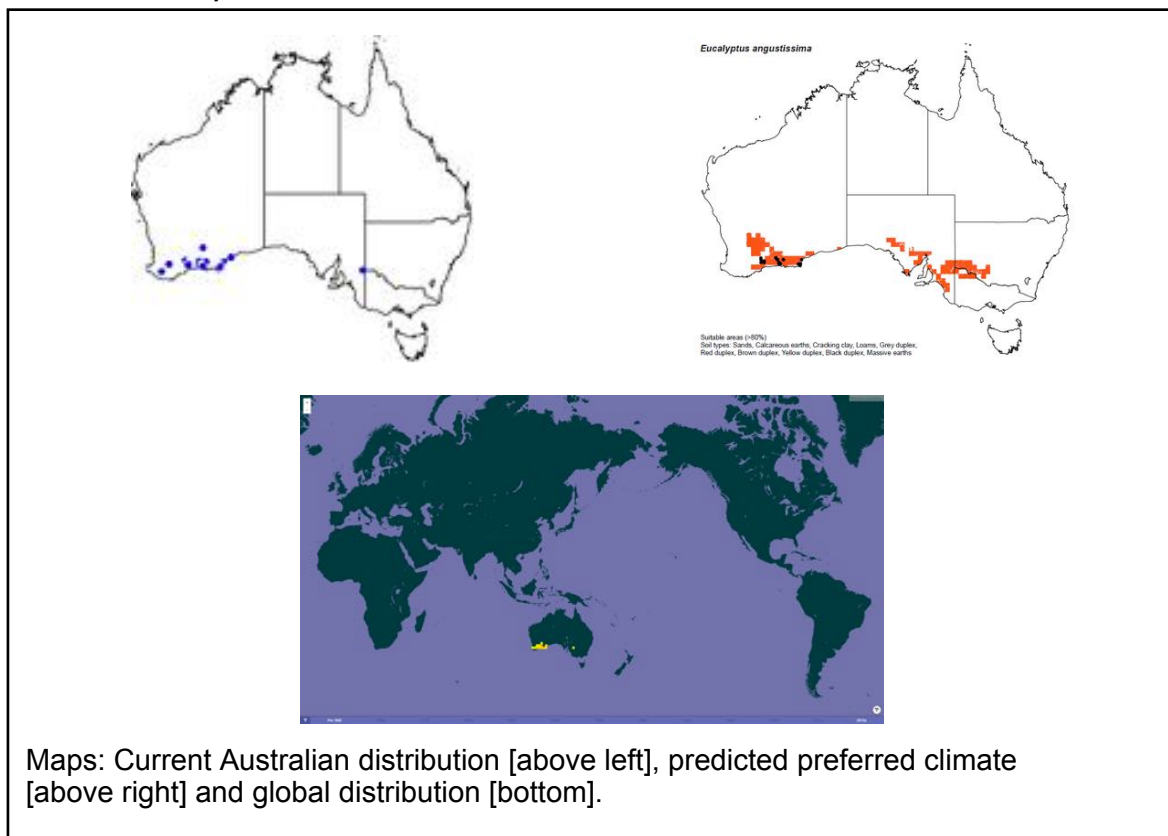 Eucalyptus angustissima
Suitable areas (>80%)
Soil types: Sands, Calcareous earths, Cracking clay, Loams, Grey duplex,
Red duplex, Brown duplex, Yellow duplex, Black duplex, Massive earths
Maps: Current Australian distribution [above left], predicted preferred climate
[above right] and global distribution [bottom].